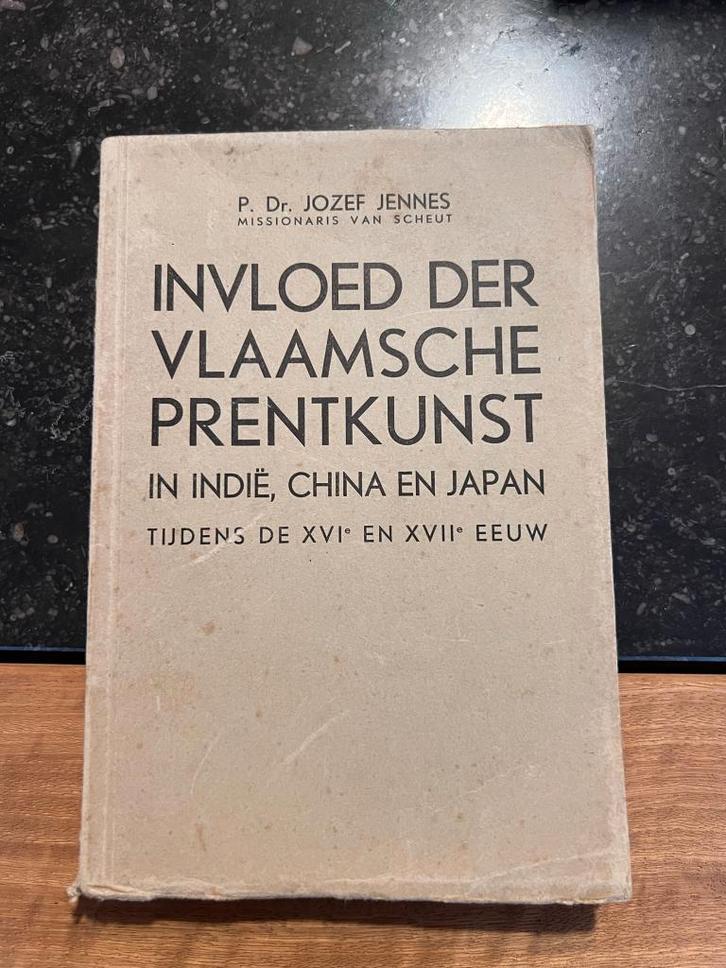 P. Dr. JOZEF JENNES
MISSIONARIS VAN SCHEUT
INVLOED DER
VLAAMSCHE
PRENTKUNST
IN INDIË, CHINA EN JAPAN
TIJDENS DE XVIᵉ EN XVIIᵉ EEUW